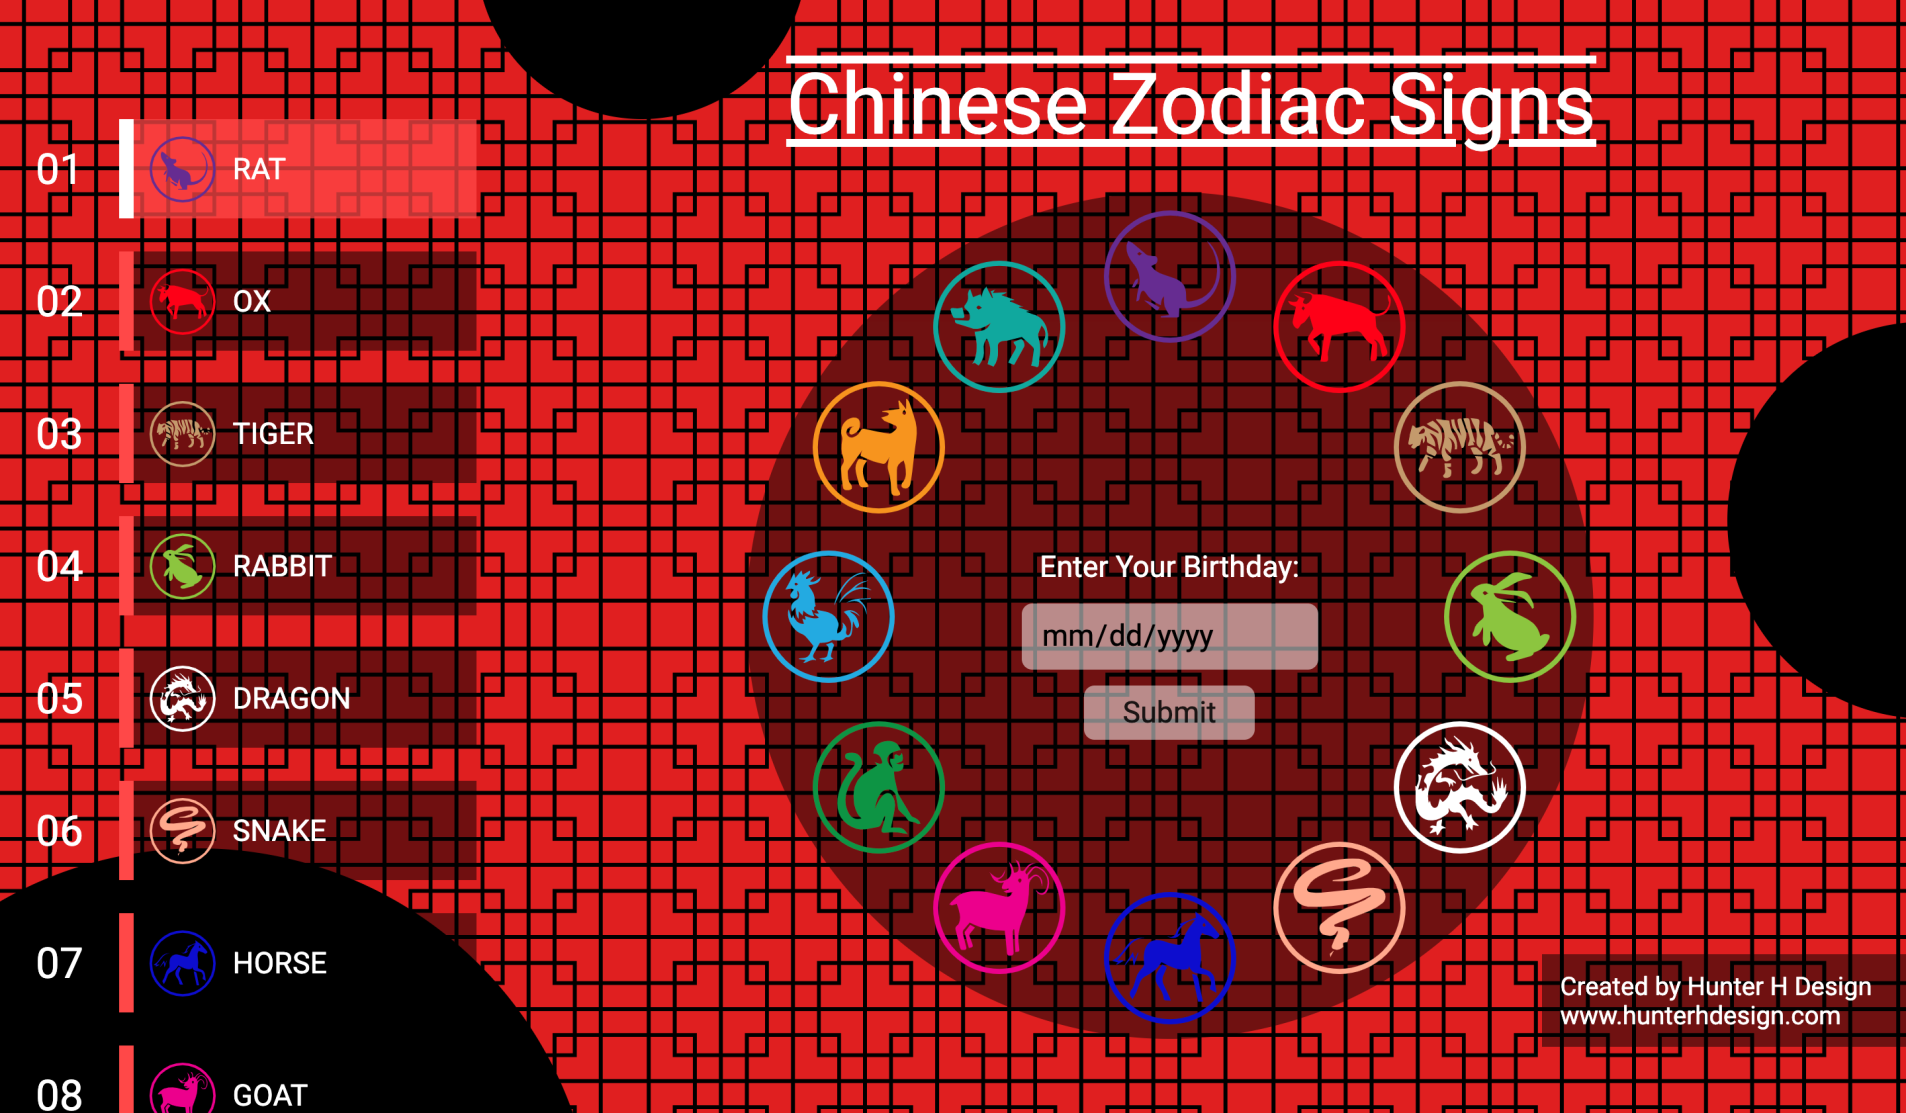 Chinese Zodiac Signs
01 RAT
02 OX
03 TIGER
04 RABBIT
05 DRAGON
06 SNAKE
07 HORSE
08 GOAT
Enter Your Birthday:
mm/dd/yyyy
Submit
Created by Hunter H Design
www.hunterhdesign.com